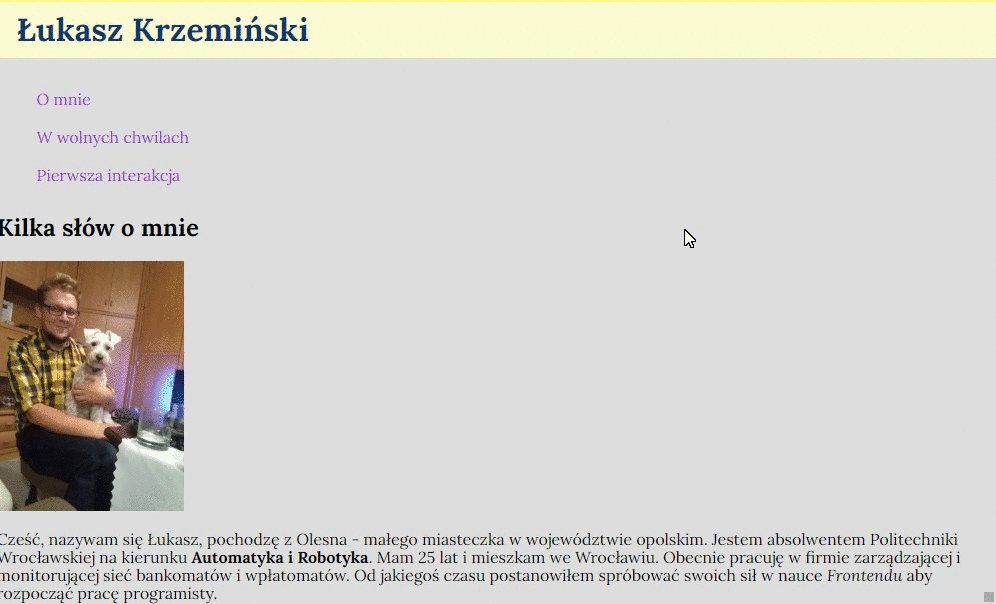 Łukasz Krzemiński
O mnie
W wolnych chwilach
Pierwsza interakcja
Kilka słów o mnie
Cześć, nazywam się Łukasz, pochodzę z Olesna - małego miasteczka w województwie opolskim. Jestem absolwentem Politechniki
Wrocławskiej na kierunku Automatyka i Robotyka. Mam 25 lat i mieszkam we Wrocławiu. Obecnie pracuję w firmie zarządzającej i
monitorującej sieć bankomatów i wpłatomatów. Od jakiegoś czasu postanowiłem spróbować swoich sił w nauce Frontendu aby
rozpocząć pracę programisty.